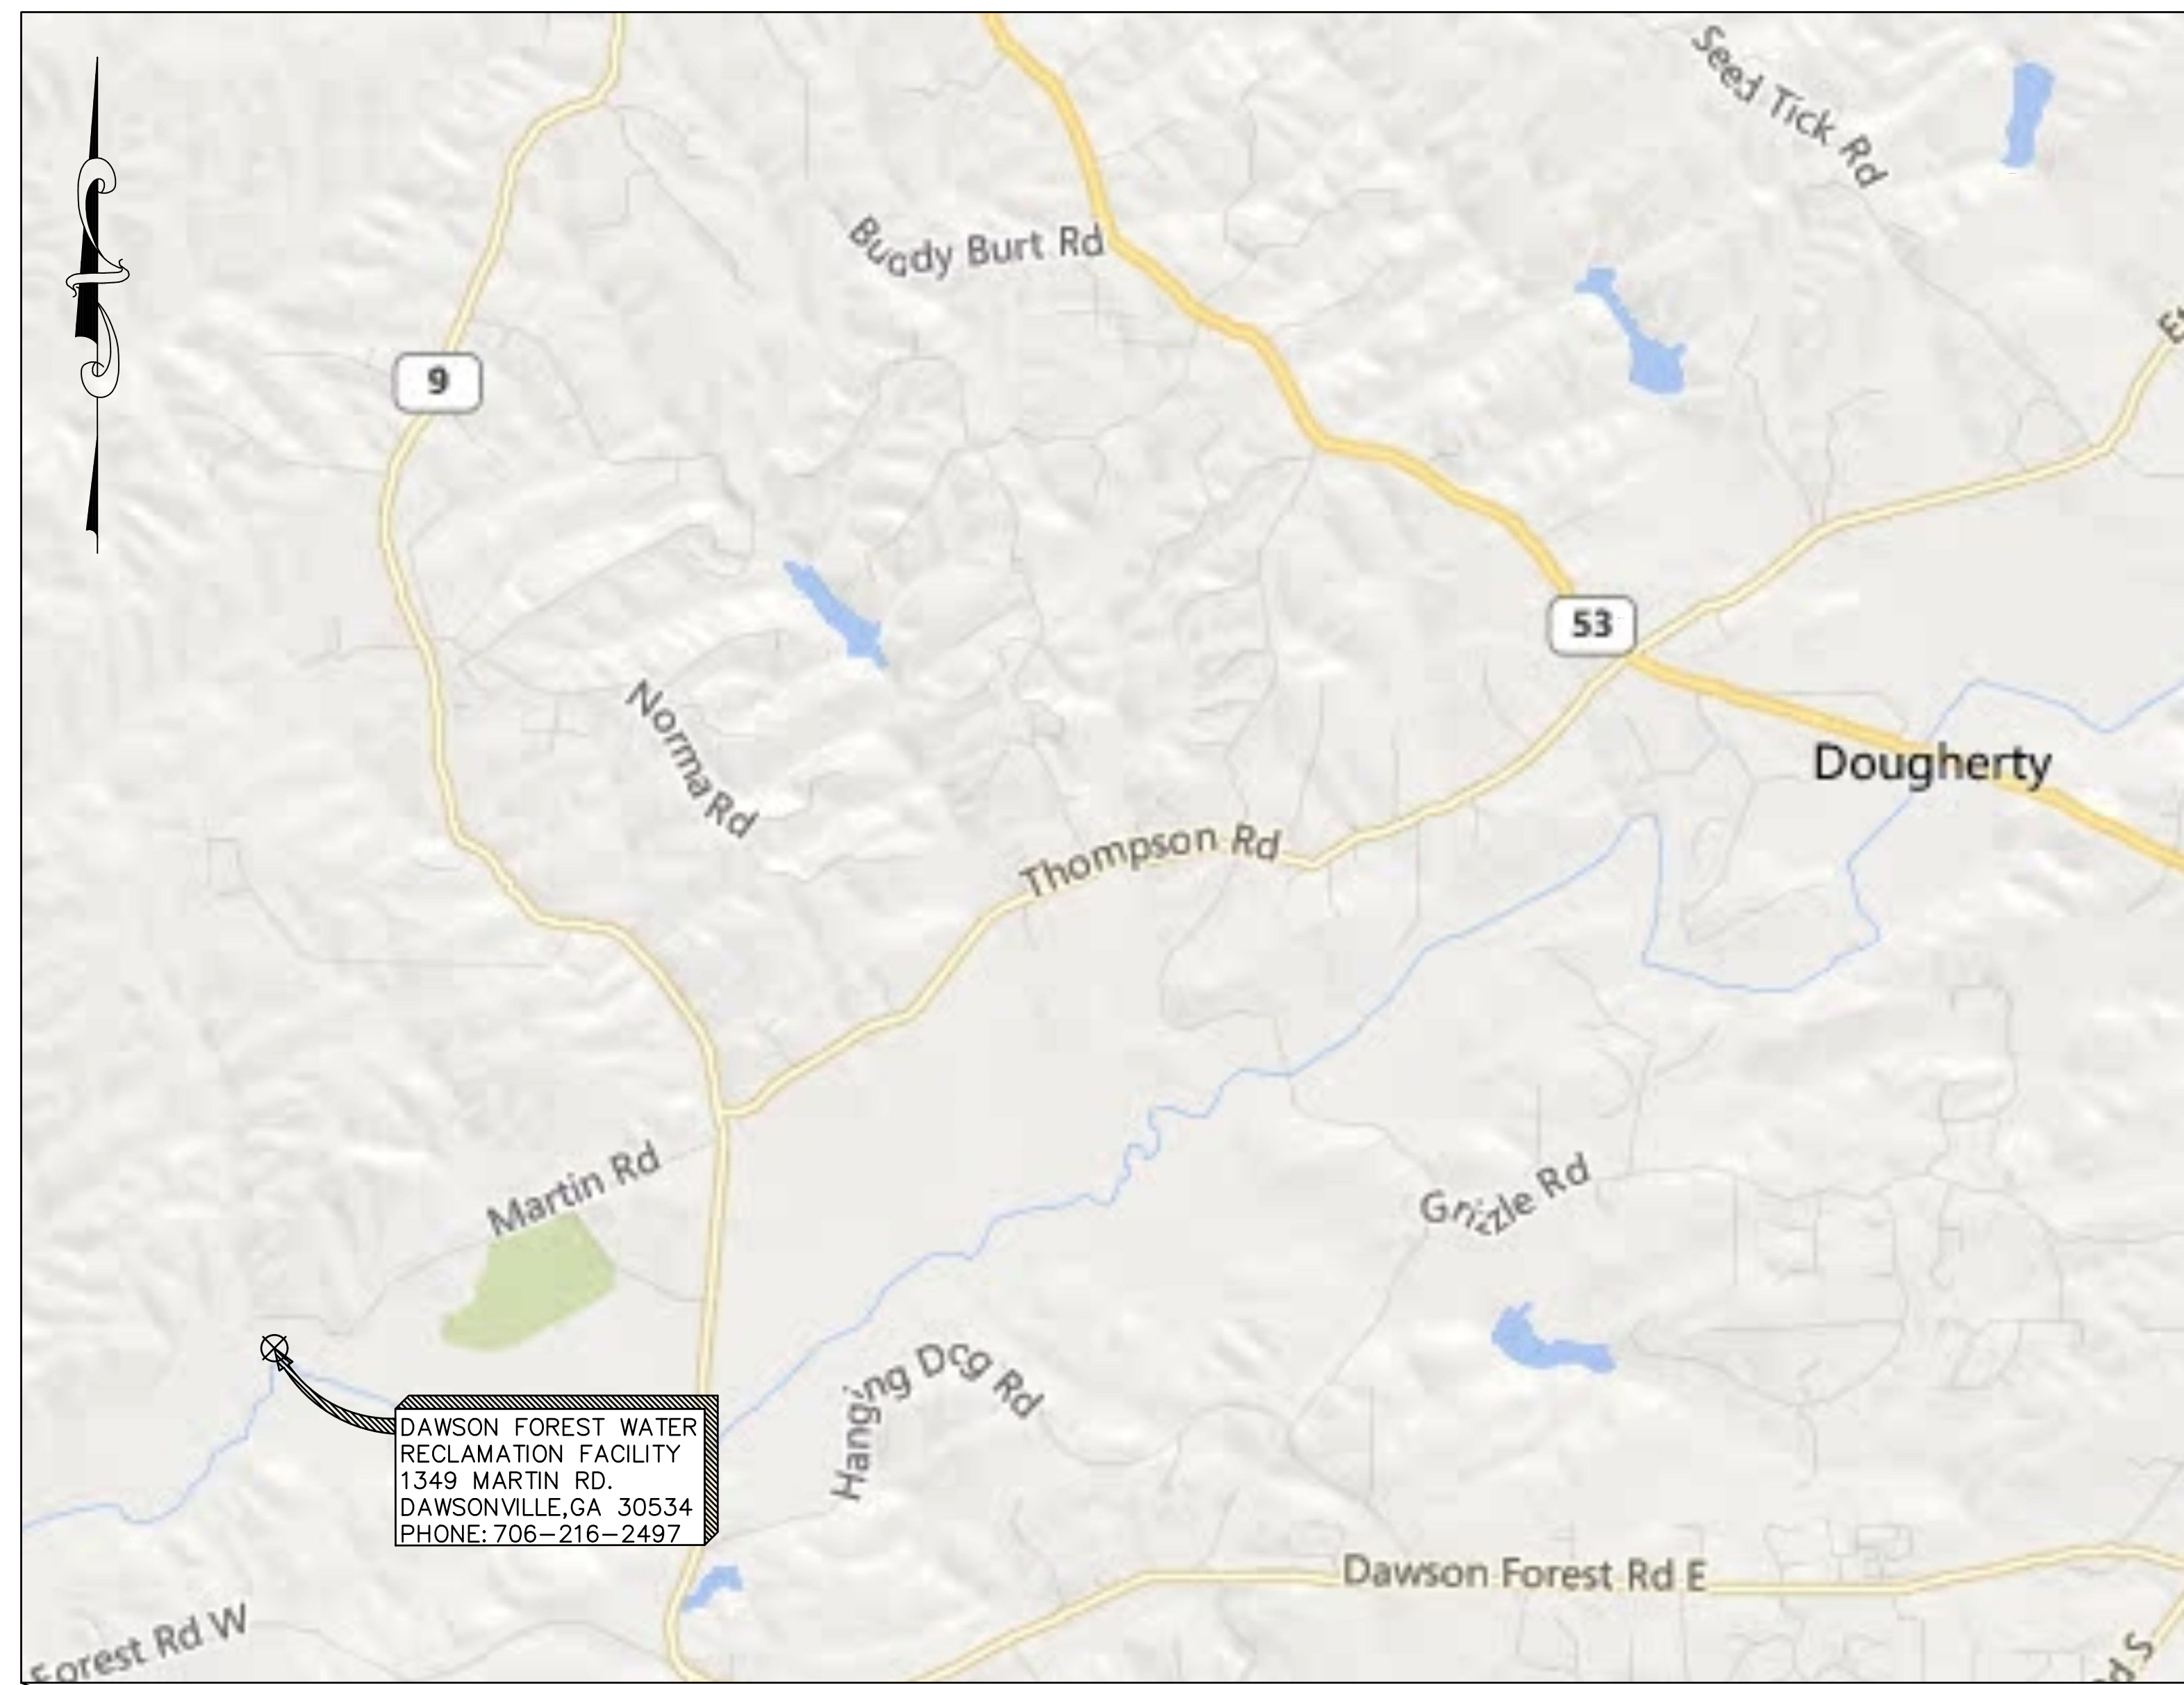 Seed Tick Rd
Buddy Burt Rd
9
53
Norma Rd
Dougherty
Thompson Rd
Martin Rd
Grizzle Rd
Hanging Dog Rd
DAWSON FOREST WATER
RECLAMATION FACILITY
1349 MARTIN RD.
DAWSONVILLE,GA 30534
PHONE: 706-216-2497
Dawson Forest Rd E
Forest Rd W